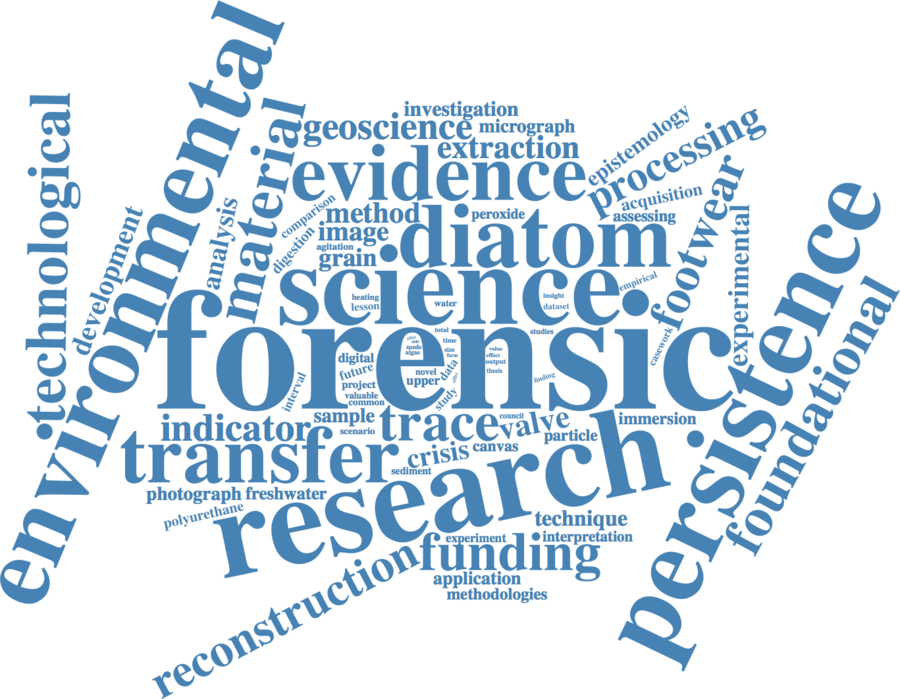 environmental
technological
development
analysis
material
investigation
geoscience
micrograph
extraction
epistemology
processing
evidence
comparison
method
peroxide
acquisition
assessing
digestion
image
agitation
grain
diatom
footwear
experimental
science
empirical
heating
lesson
water
insight
dataset
forensic
persistence
foundational
total
time
studies
casework
mode
algae
size
form
value
effect
output
thesis
digital
future
project
valuable
common
novel
upper
data
study
finding
interval
indicator
sample
scenario
trace
council
valve
particle
immersion
transfer
crisis
canvas
sediment
research
photograph
freshwater
polyurethane
technique
experiment
interpretation
funding
reconstruction
application
methodologies